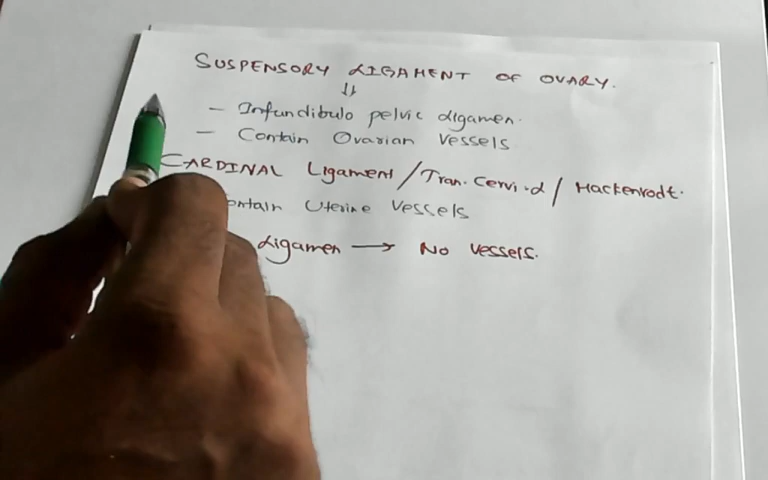 SUSPENSORY LIGAMENT OF OVARY.
⇓
- Infundibulo pelvic ligamen.
- Contain Ovarian Vessels
CARDINAL Ligament / Tran. Cervi. d / Mackenrodt.
ontain Uterine Vessels
Ligamen → No Vessels.